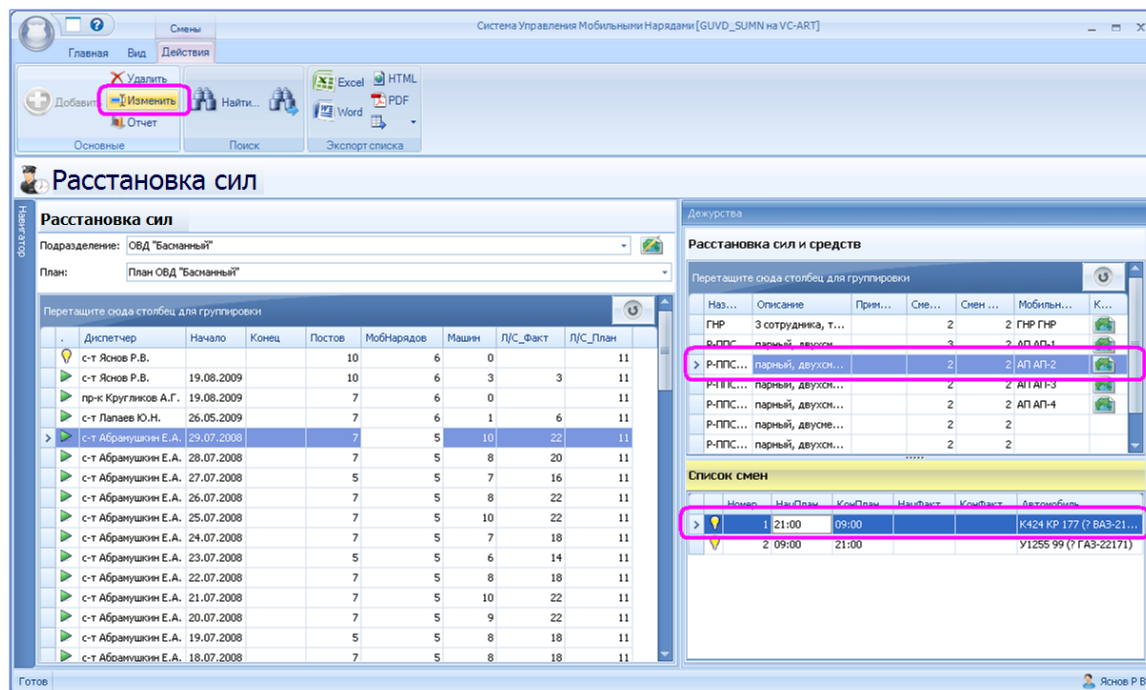 Смены
Система Управления Мобильными Нарядами [GUVD_SUMN на VC-ART]
Главная Вид Действия
Удалить
Добавит Изменить
Отчет
Найти...
Excel HTML
Word PDF
Основные Поиск Экспорт списка
Расстановка сил
Навигатор
Расстановка сил
Подразделение: ОВД "Басманный"
План: План ОВД "Басманный"
Перетащите сюда столбец для группировки
. Диспетчер Начало Конец Постов МобНарядов Машин Л/С_Факт Л/С_План
с-т Яснов Р.В. 10 6 0 11
с-т Яснов Р.В. 19.08.2009 10 6 3 3 11
пр-к Кругликов А.Г. 19.08.2009 7 6 0 11
с-т Лапаев Ю.Н. 26.05.2009 7 6 1 6 11
с-т Абрамушкин Е.А. 29.07.2008 7 5 10 22 11
с-т Абрамушкин Е.А. 28.07.2008 7 5 8 20 11
с-т Абрамушкин Е.А. 27.07.2008 5 5 7 16 11
с-т Абрамушкин Е.А. 26.07.2008 7 5 8 22 11
с-т Абрамушкин Е.А. 25.07.2008 7 5 10 22 11
с-т Абрамушкин Е.А. 24.07.2008 7 5 7 18 11
с-т Абрамушкин Е.А. 23.07.2008 5 5 6 14 11
с-т Абрамушкин Е.А. 22.07.2008 7 5 8 18 11
с-т Абрамушкин Е.А. 21.07.2008 7 5 10 22 11
с-т Абрамушкин Е.А. 20.07.2008 7 5 9 22 11
с-т Абрамушкин Е.А. 19.07.2008 5 5 8 18 11
с-т Абрамушкин Е.А. 18.07.2008 7 5 8 18 11
Дежурства
Расстановка сил и средств
Перетащите сюда столбец для группировки
Наз... Описание Прим... Сме... Смен ... Мобильн... К...
ГНР 3 сотрудника, т... 2 2 ГНР ГНР
Р-ППС... парный, двухсм... 3 2 АП АП-1
Р-ППС... парный, двухсм... 2 2 АП АП-2
Р-ППС... парный, двухсм... 2 2 АП АП-3
Р-ППС... парный, двухсм... 2 2 АП АП-4
Р-ППС... парный, двусме... 2 2
Р-ППС... парный, двухсм... 2 2
Список смен
Номер НачПлан КонПлан НачФакт КонФакт Автомобиль
1 21:00 09:00 К424 КР 177 (? ВАЗ-21...
2 09:00 21:00 У1255 99 (? ГАЗ-22171)
Готов
Яснов Р В